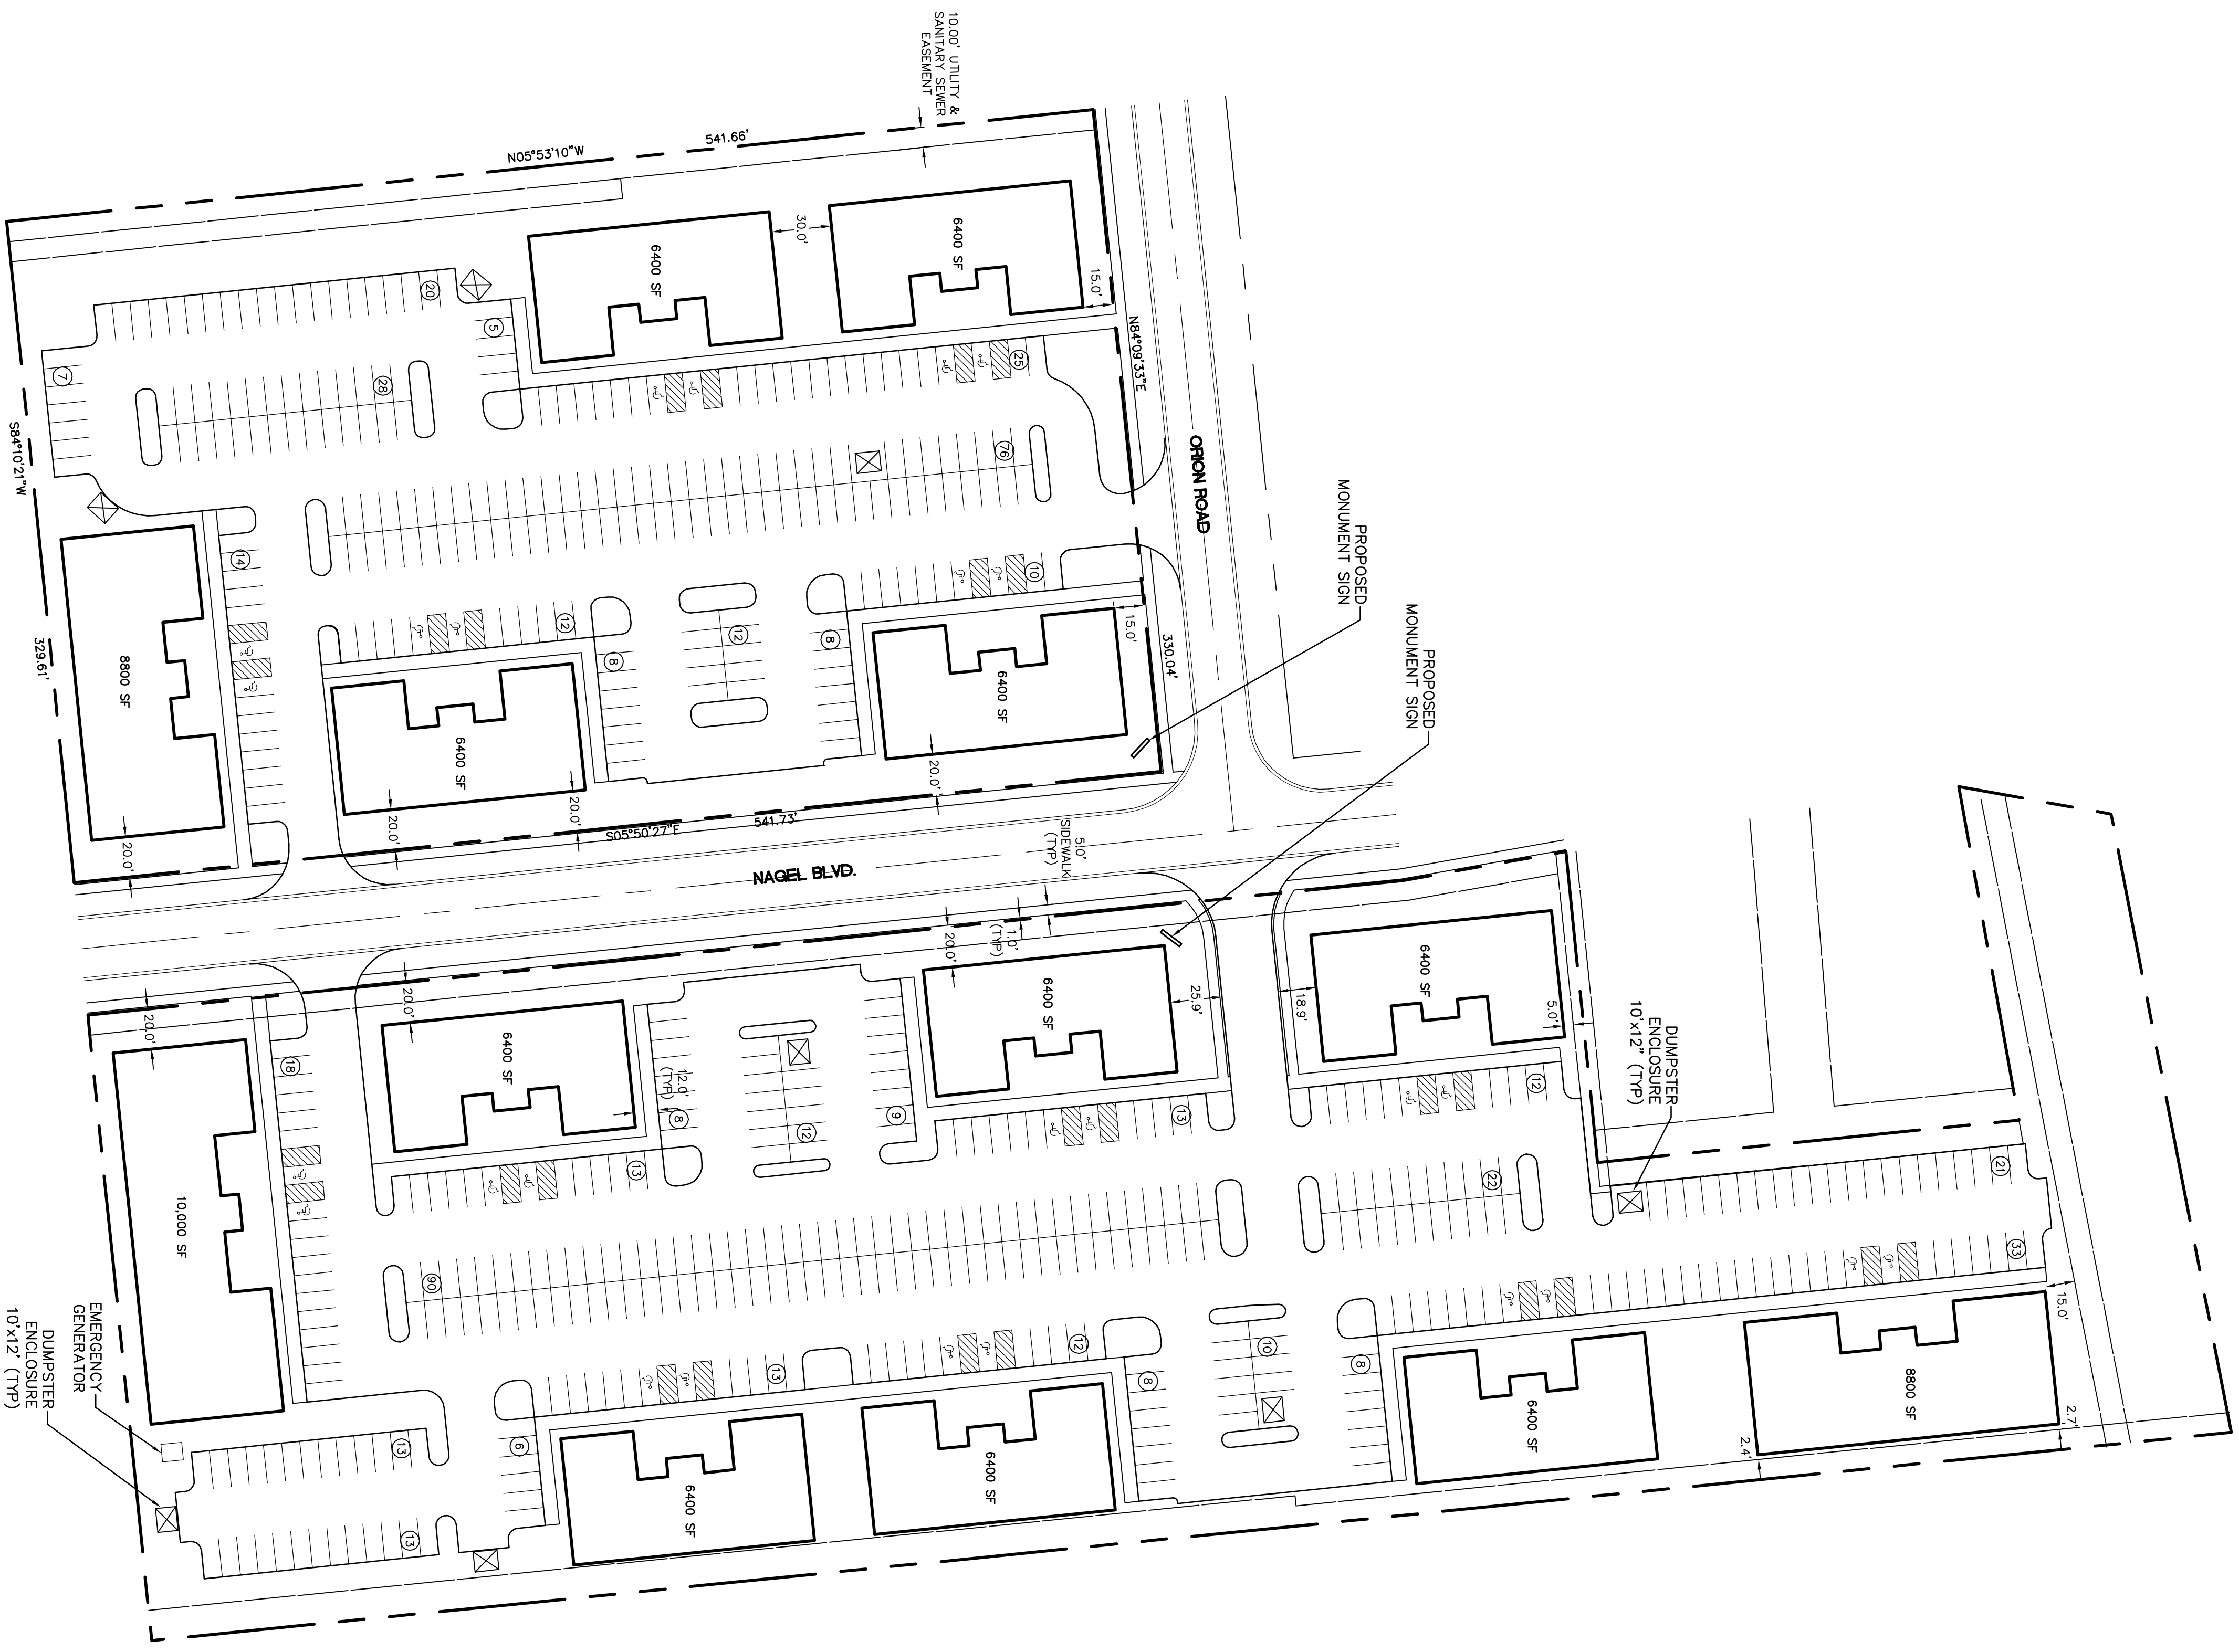 10.00' UTILITY &
SANITARY SEWER
EASEMENT
541.66'
N05°53'10"W
6400 SF
15.0'
30.0'
6400 SF
N84°09'33"E
ORION ROAD
20
5
25
7
28
76
PROPOSED
MONUMENT SIGN
PROPOSED
MONUMENT SIGN
S84°10'21"W
14
12
8
12
8
10
15.0'
330.04'
8800 SF
329.61'
6400 SF
6400 SF
20.0'
20.0'
20.0'
20.0'
S05°50'27"E
541.73'
NAGEL BLVD.
5.0'
SIDEWALK
(TYP)
1.0'
(TYP)
20.0'
20.0'
20.0'
6400 SF
25.9'
18.9'
6400 SF
5.0'
DUMPSTER
ENCLOSURE
10'x12" (TYP)
18
6400 SF
12.0'
(TYP)
8
12
9
13
12
21
10,000 SF
13
90
22
33
15.0'
13
12
8
10
8
8800 SF
2.7'
2.4'
6400 SF
6400 SF
6400 SF
6
13
13
EMERGENCY
GENERATOR
DUMPSTER
ENCLOSURE
10'x12' (TYP)